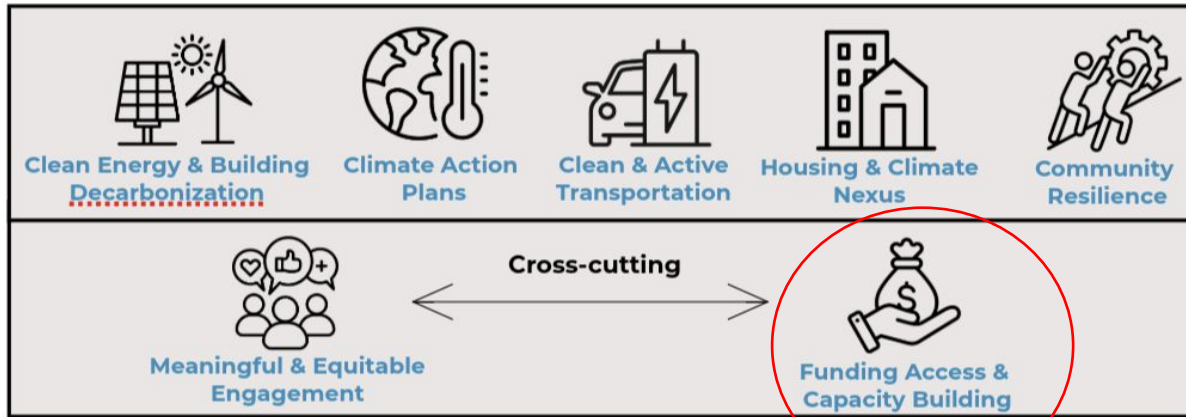 Clean Energy & Building
Decarbonization
Climate Action
Plans
Clean & Active
Transportation
Housing & Climate
Nexus
Community
Resilience
Cross-cutting
+
$
Meaningful & Equitable
Engagement
Funding Access &
Capacity Building